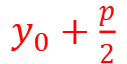 y₀ + p/2